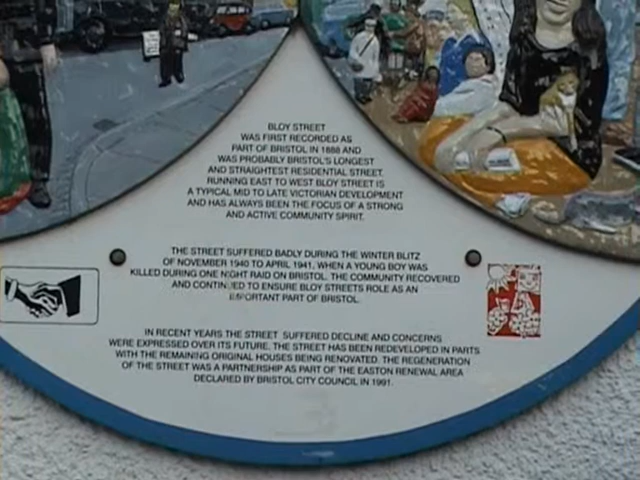 BLOY STREET
WAS FIRST RECORDED AS
PART OF BRISTOL IN 1888 AND
WAS PROBABLY BRISTOL'S LONGEST
AND STRAIGHTEST RESIDENTIAL STREET.
RUNNING EAST TO WEST BLOY STREET IS
A TYPICAL MID TO LATE VICTORIAN DEVELOPMENT
AND HAS ALWAYS BEEN THE FOCUS OF A STRONG
AND ACTIVE COMMUNITY SPIRIT.
THE STREET SUFFERED BADLY DURING THE WINTER BLITZ
OF NOVEMBER 1940 TO APRIL 1941, WHEN A YOUNG BOY WAS
KILLED DURING ONE NIGHT RAID ON BRISTOL. THE COMMUNITY RECOVERED
AND CONTINUED TO ENSURE BLOY STREETS ROLE AS AN
IMPORTANT PART OF BRISTOL.
IN RECENT YEARS THE STREET SUFFERED DECLINE AND CONCERNS
WERE EXPRESSED OVER ITS FUTURE. THE STREET HAS BEEN REDEVELOPED IN PARTS
WITH THE REMAINING ORIGINAL HOUSES BEING RENOVATED. THE REGENERATION
OF THE STREET WAS A PARTNERSHIP AS PART OF THE EASTON RENEWAL AREA
DECLARED BY BRISTOL CITY COUNCIL IN 1991.